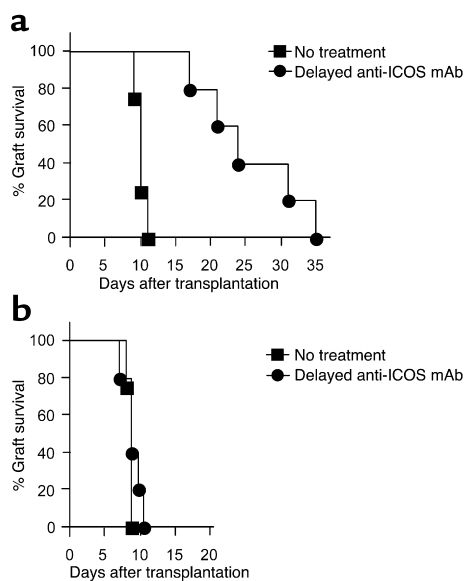 a
100
80
60
40
20
0
% Graft survival
No treatment
Delayed anti-ICOS mAb
0 5 10 15 20 25 30 35
Days after transplantation
b
100
80
60
40
20
0
% Graft survival
No treatment
Delayed anti-ICOS mAb
0 5 10 15 20
Days after transplantation